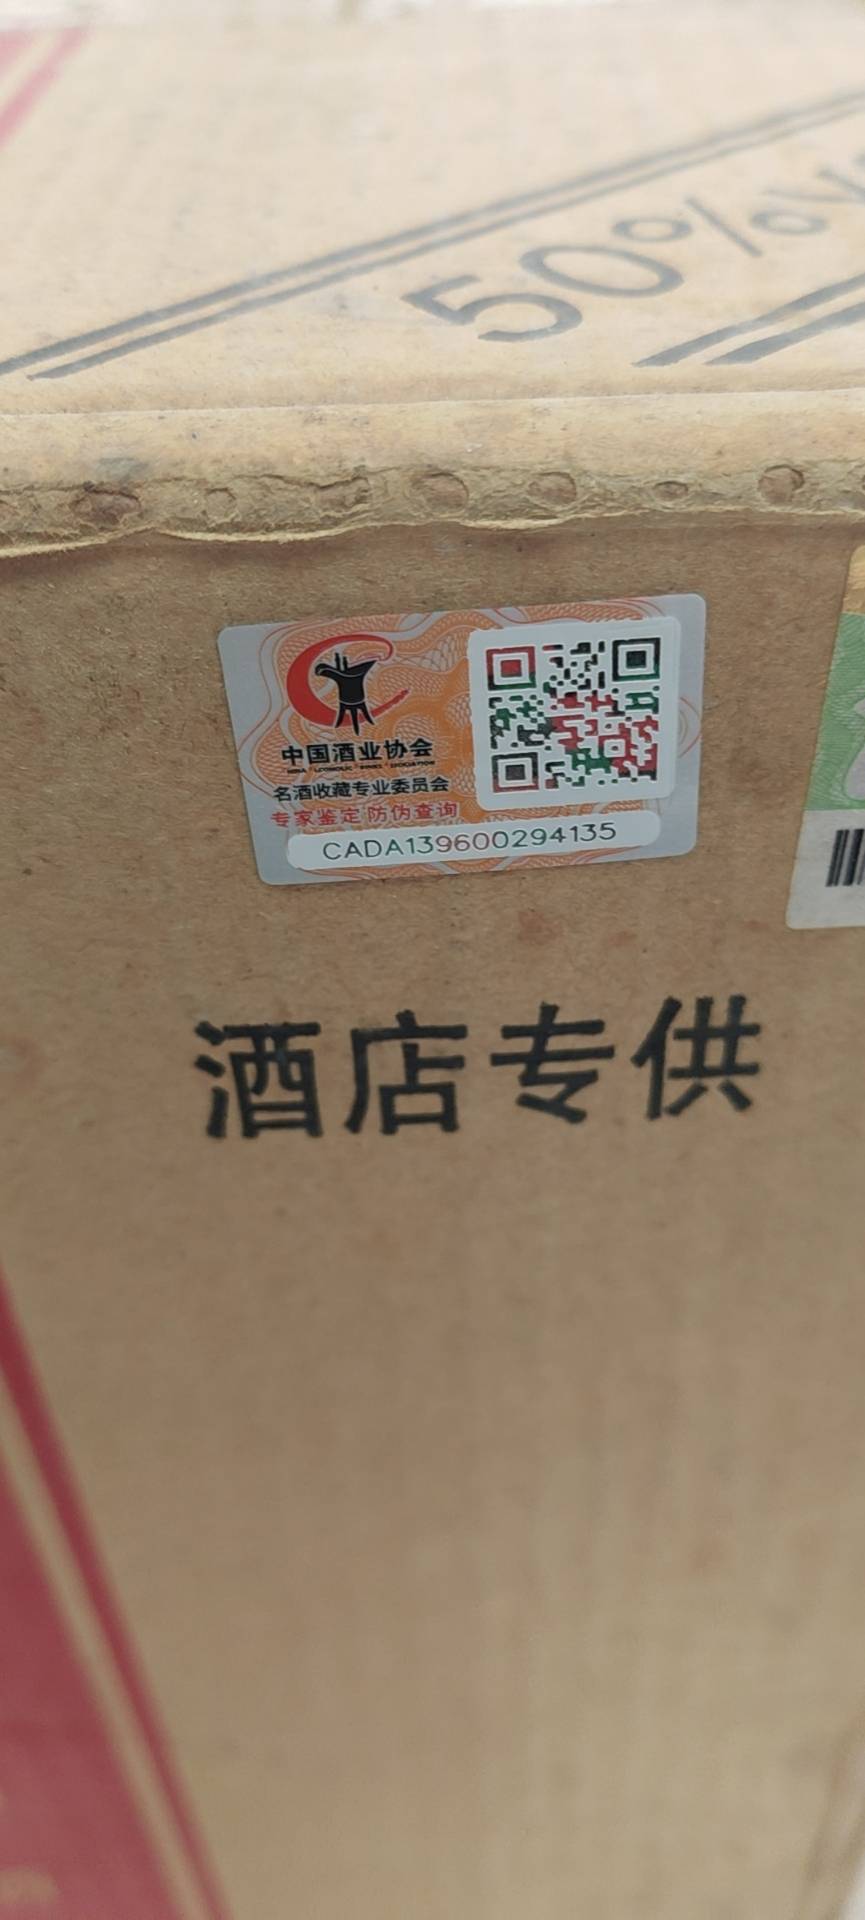 50%v
中国酒业协会
名酒收藏专业委员会
专家鉴定 防伪查询
CADA139600294135
酒店专供